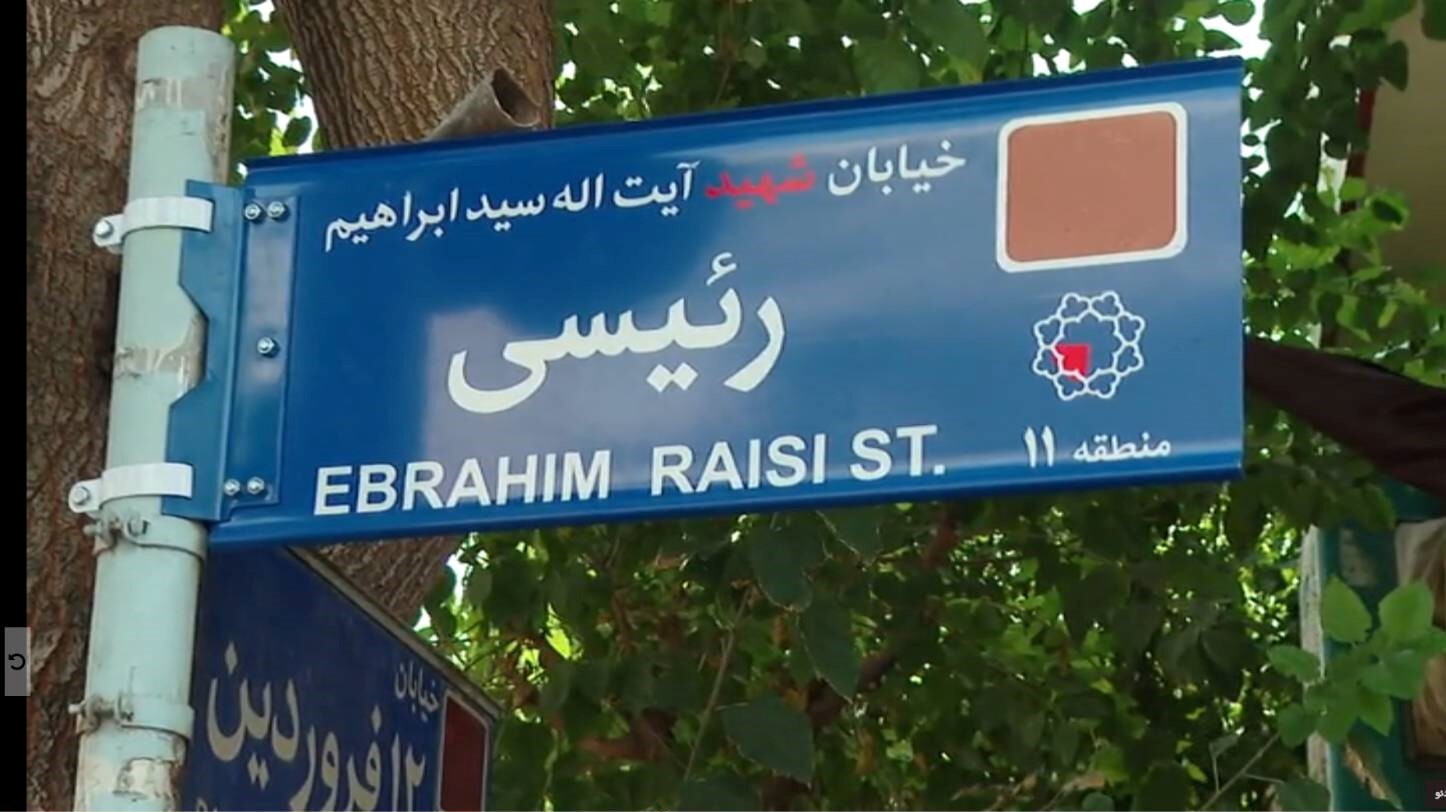 خیابان شهید آیت اله سید ابراهیم
رئیسی
EBRAHIM RAISI ST.
منطقه ۱۱
خیابان
۱۲ فروردین